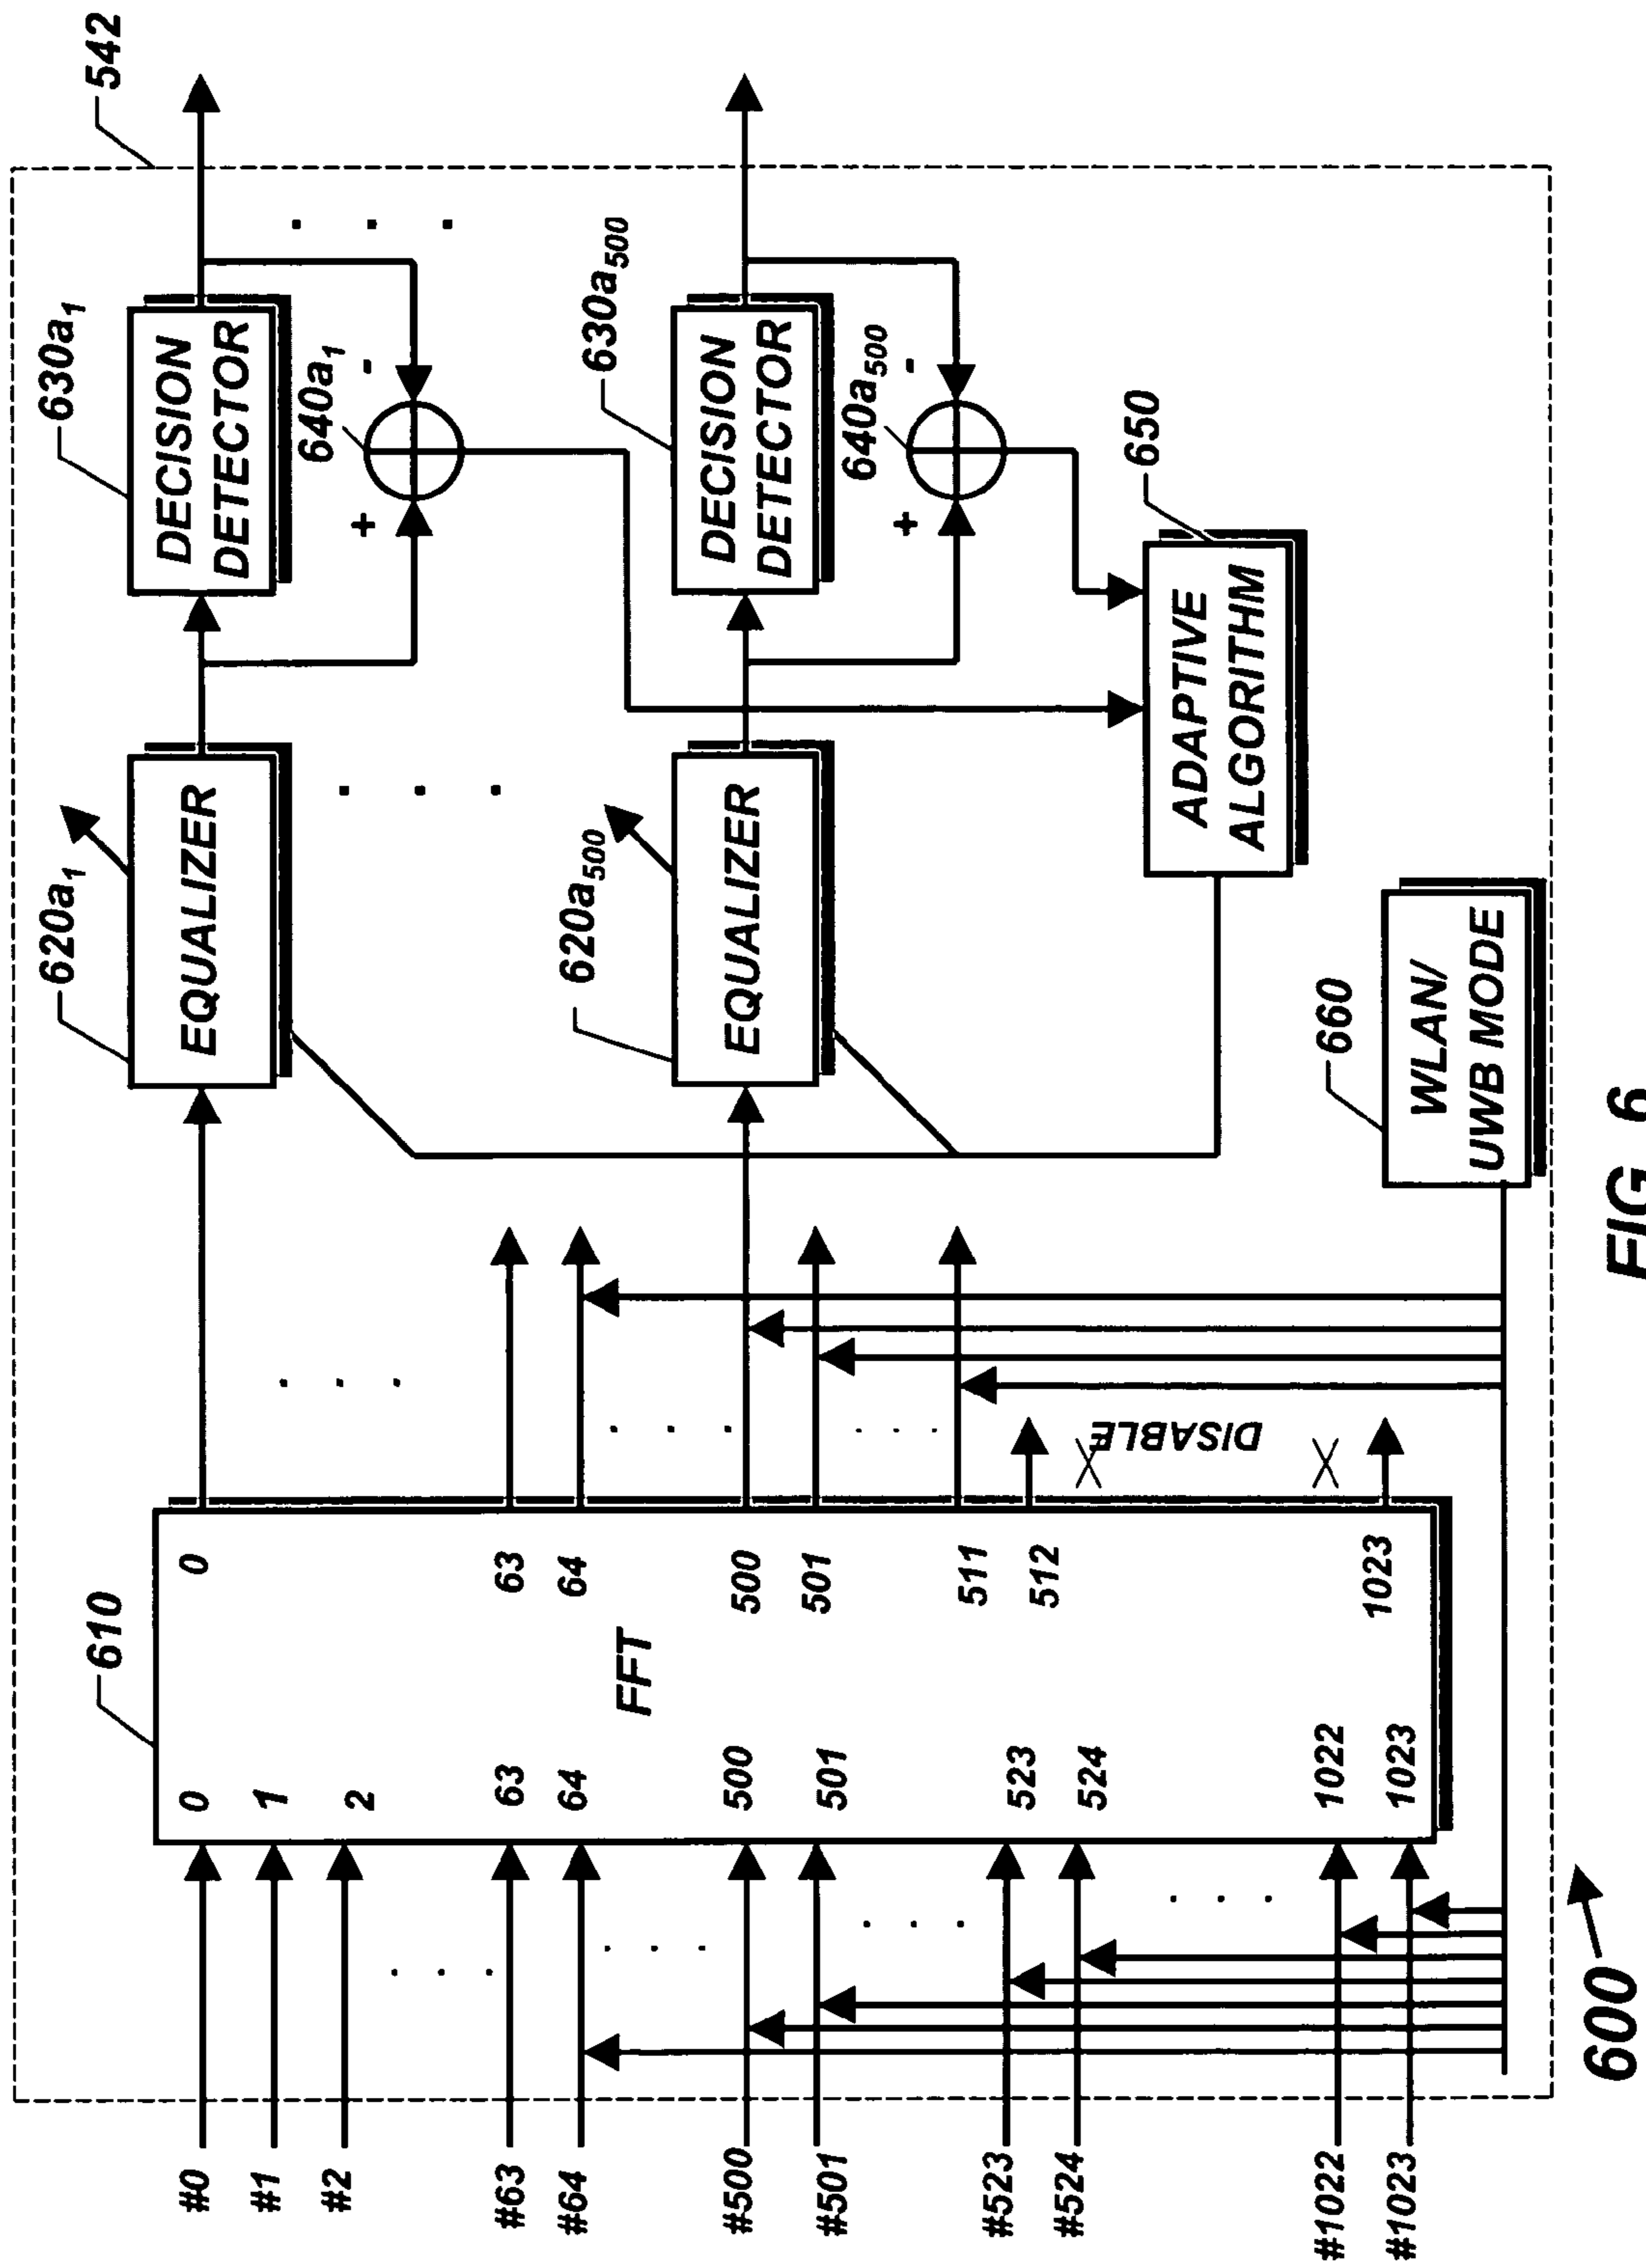 542
630a1
DECISION
DETECTOR
640a1
-
+
620a1
EQUALIZER
630a500
DECISION
DETECTOR
640a500
-
+
620a500
EQUALIZER
650
ADAPTIVE
ALGORITHM
660
WLAN/
UWB MODE
610
FFT
0
1
2
63
64
500
501
523
524
1022
1023
0
63
64
500
501
511
512
1023
DISABLE
#0
#1
#2
#63
#64
#500
#501
#523
#524
#1022
#1023
600
FIG. 6